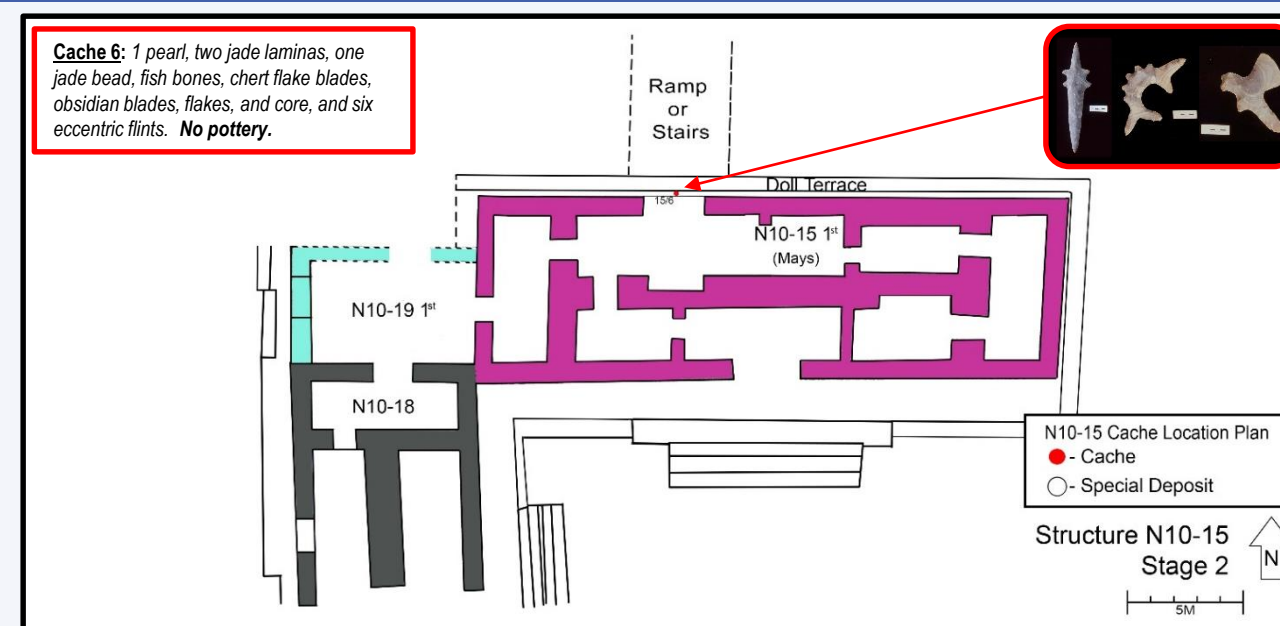 Cache 6: 1 pearl, two jade laminas, one
jade bead, fish bones, chert flake blades,
obsidian blades, flakes, and core, and six
eccentric flints. No pottery.
Ramp
or
Stairs
Doll Terrace
15/6
N10-15 1st
(Mays)
N10-19 1st
N10-18
N10-15 Cache Location Plan
- Cache
- Special Deposit
Structure N10-15
Stage 2
N
5M